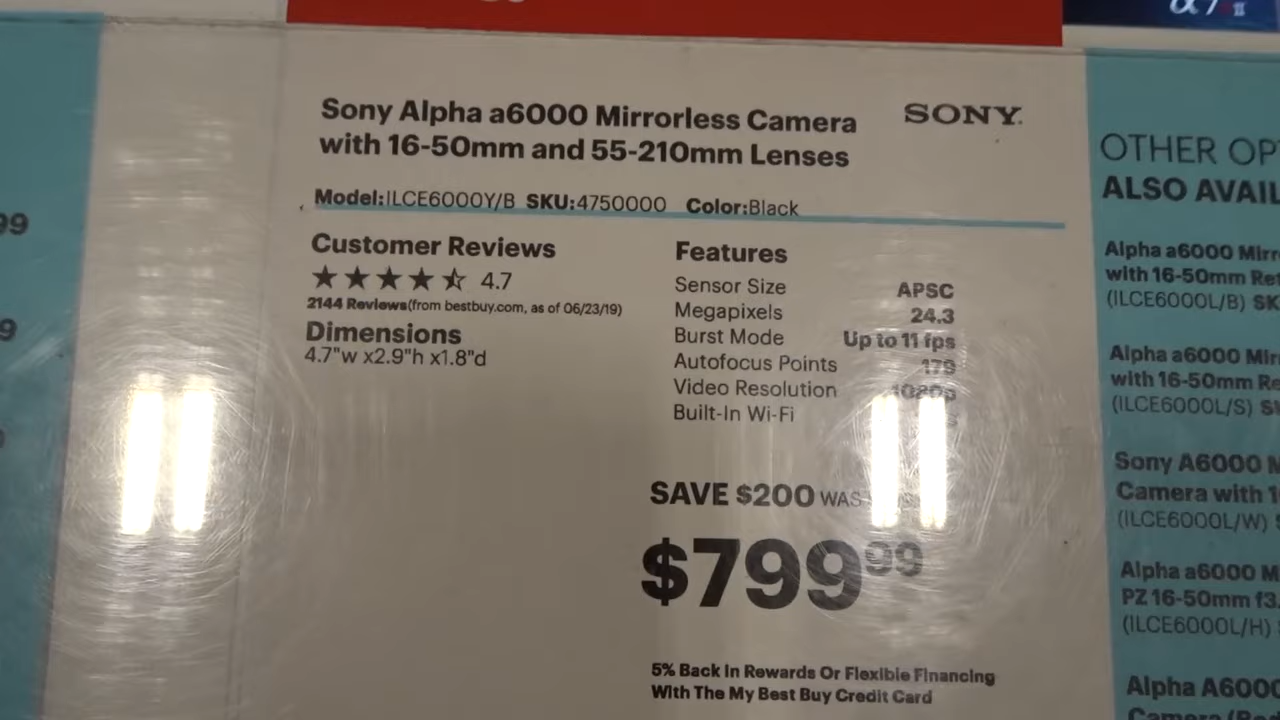 Sony Alpha a6000 Mirrorless Camera
with 16-50mm and 55-210mm Lenses
SONY
Model:ILCE6000Y/B SKU:4750000 Color:Black
Customer Reviews
4.7
2144 Reviews(from bestbuy.com, as of 06/23/19)
Dimensions
4.7"w x2.9"h x1.8"d
Features
Sensor Size APSC
Megapixels 24.3
Burst Mode Up to 11 fps
Autofocus Points 179
Video Resolution 1080p
Built-In Wi-Fi
SAVE $200 WAS
$799 99
5% Back In Rewards Or Flexible Financing
With The My Best Buy Credit Card
OTHER
ALSO
Alpha a6000
with 16-50mm
(ILCE6000L/B)
Alpha a6000
with 16-50mm
(ILCE6000L/S)
Sony A6000
Camera with
(ILCE6000L/W)
Alpha a6000
PZ 16-50mm
(ILCE6000L/H)
Alpha A6000